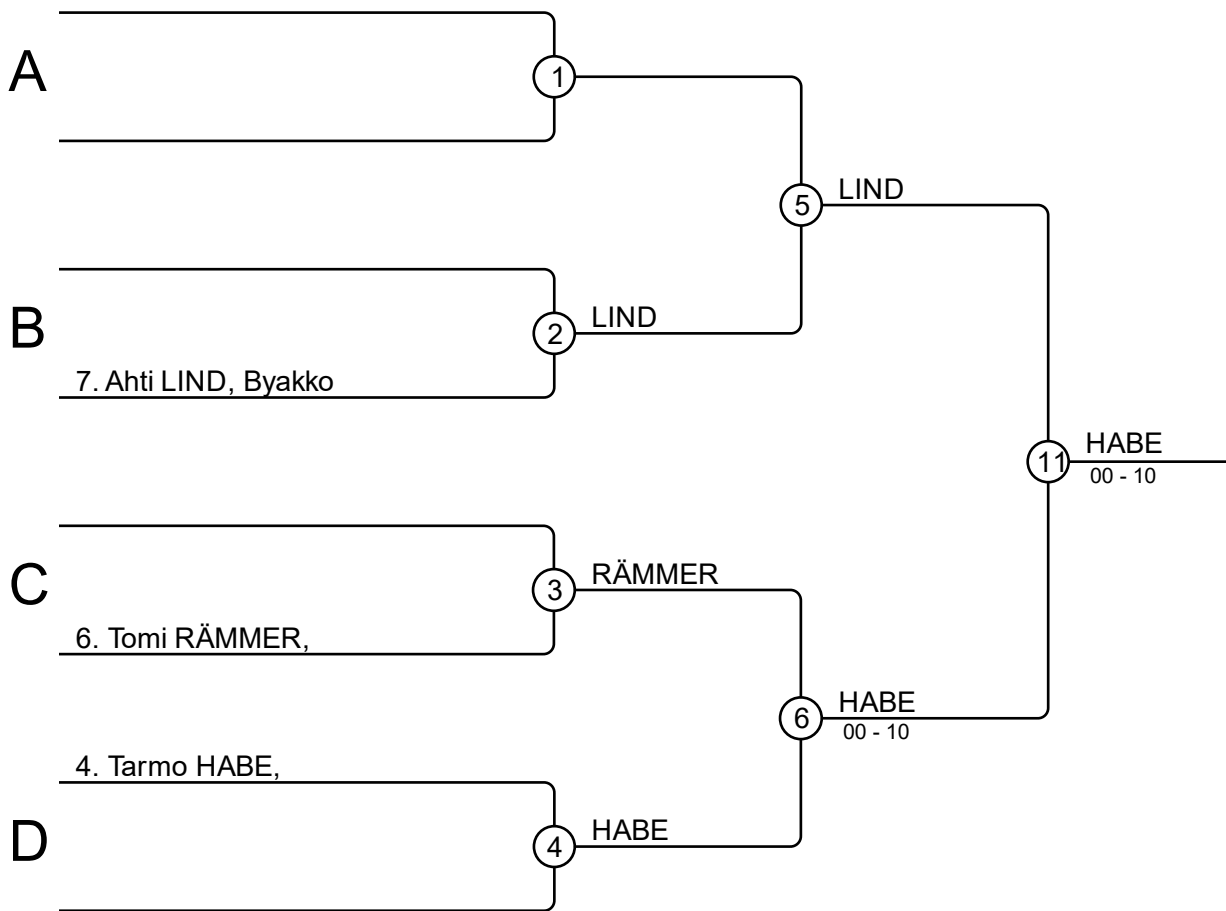 A
1
LIND
5
B
LIND
2
7. Ahti LIND, Byakko
HABE
11
00 - 10
C
RÄMMER
3
6. Tomi RÄMMER,
HABE
6
00 - 10
4. Tarmo HABE,
D
HABE
4